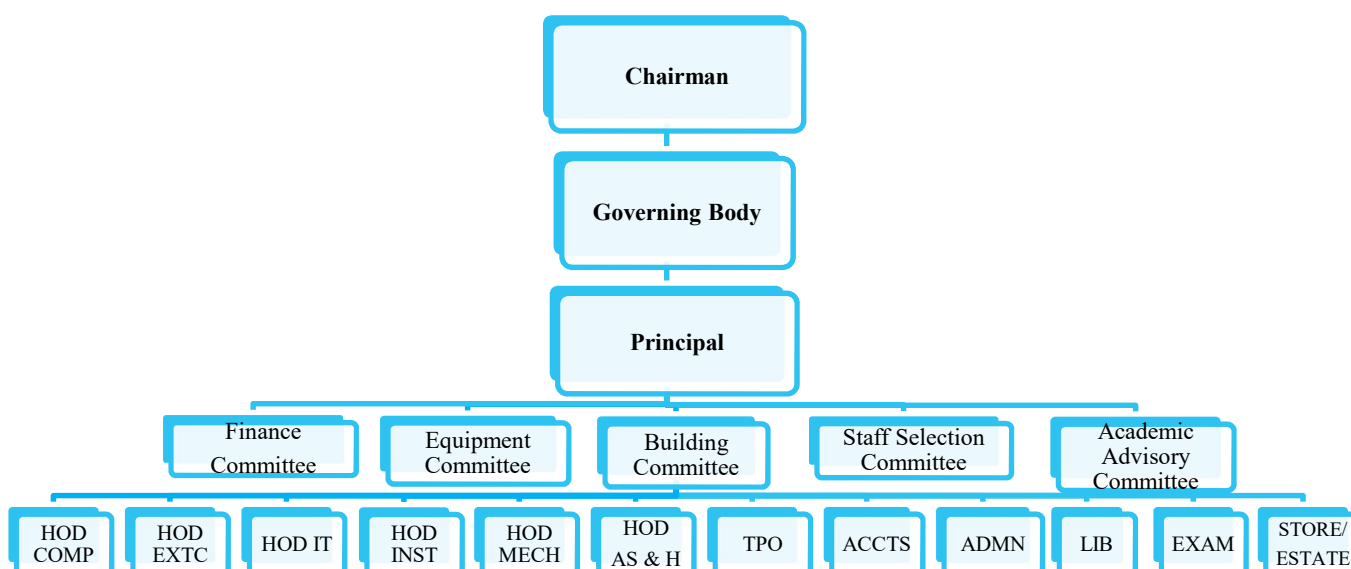 Chairman
Governing Body
Principal
Finance
Committee
Equipment
Committee
Building
Committee
Staff Selection
Committee
Academic
Advisory
Committee
HOD
COMP
HOD
EXTC
HOD IT
HOD
INST
HOD
MECH
HOD
AS & H
TPO
ACCTS
ADMN
LIB
EXAM
STORE/
ESTATE